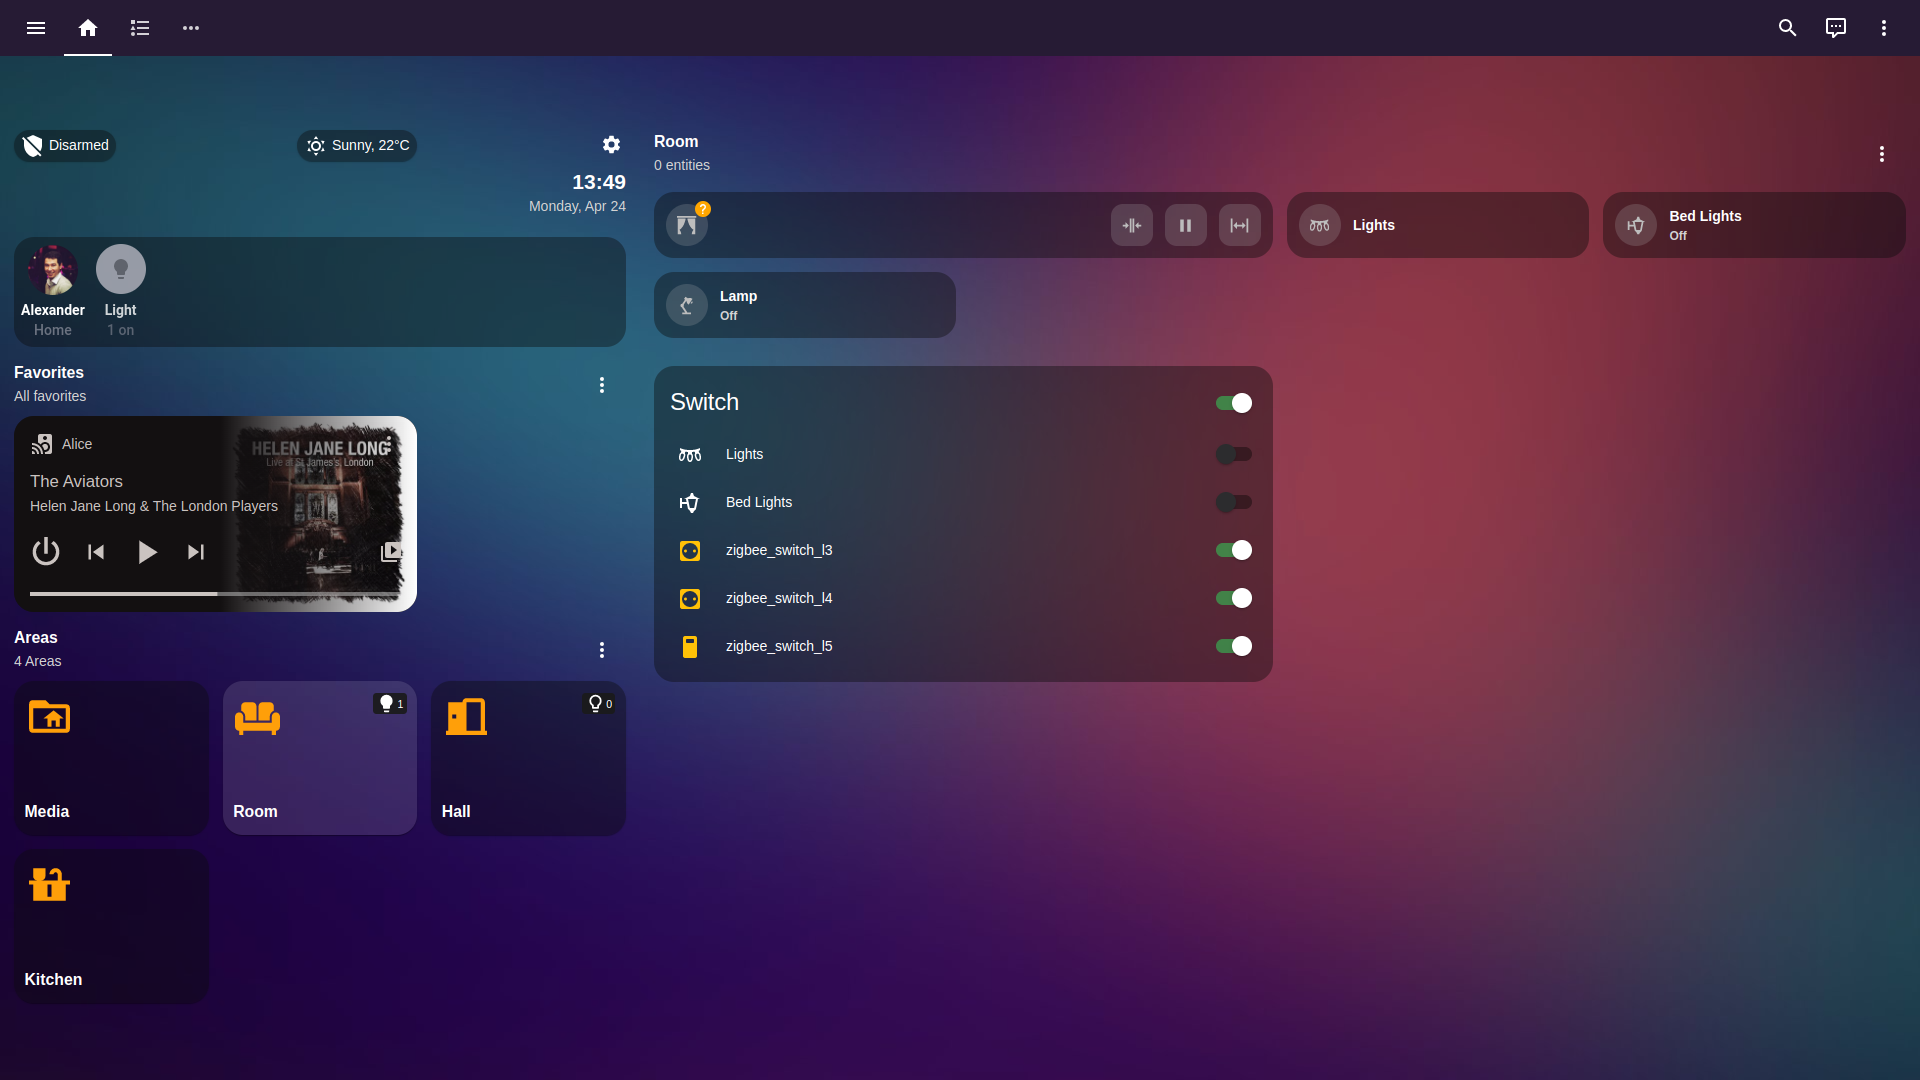 Disarmed
Sunny, 22°C
13:49
Monday, Apr 24
Alexander
Home
Light
1 on
Favorites
All favorites
Alice
The Aviators
Helen Jane Long & The London Players
HELEN JANE LONG
Live at St James's, London
Areas
4 Areas
Media
Room
1
Hall
0
Kitchen
Room
0 entities
?
Lights
Bed Lights
Off
Lamp
Off
Switch
Lights
Bed Lights
zigbee_switch_l3
zigbee_switch_l4
zigbee_switch_l5